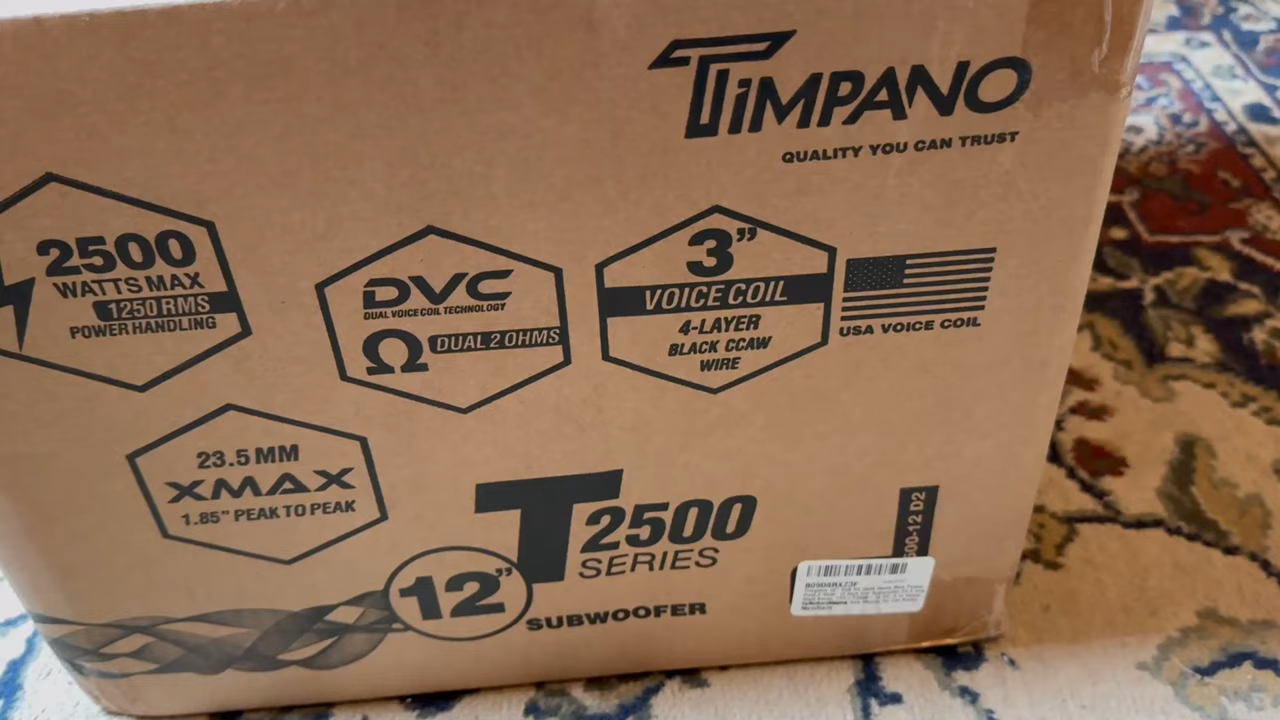 TIMPANO
QUALITY YOU CAN TRUST
2500
WATTS MAX
1250 RMS
POWER HANDLING
DVC
DUAL VOICE COIL TECHNOLOGY
Ω DUAL 2 OHMS
3”
VOICE COIL
4-LAYER
BLACK CCAW
WIRE
USA VOICE COIL
23.5 MM
XMAX
1.85” PEAK TO PEAK
T2500
SERIES
12”
SUBWOOFER
00-12 D2